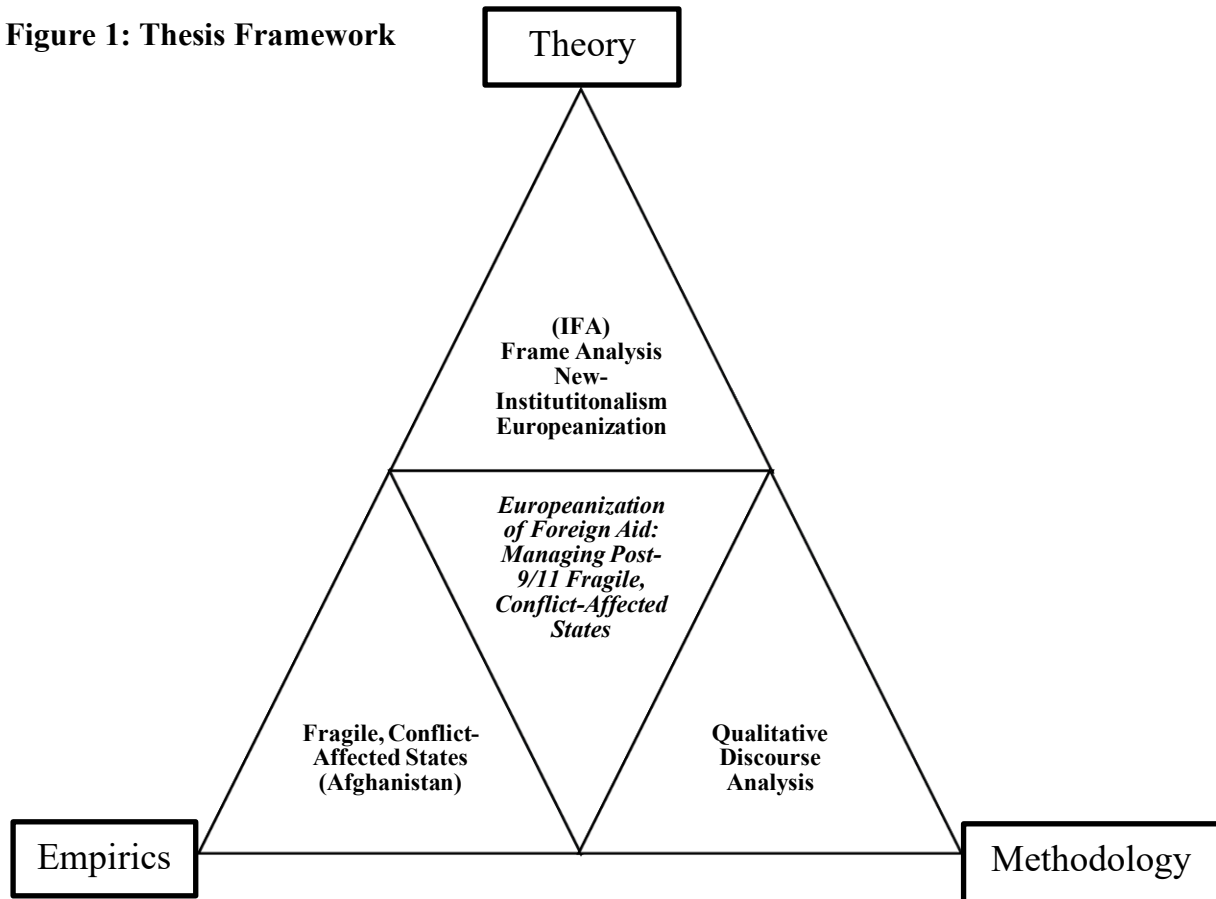 Figure 1: Thesis Framework
Theory
(IFA)
Frame Analysis
New-
Institutitonalism
Europeanization
Europeanization
of Foreign Aid:
Managing Post-
9/11 Fragile,
Conflict-Affected
States
Fragile, Conflict-
Affected States
(Afghanistan)
Qualitative
Discourse
Analysis
Empirics
Methodology